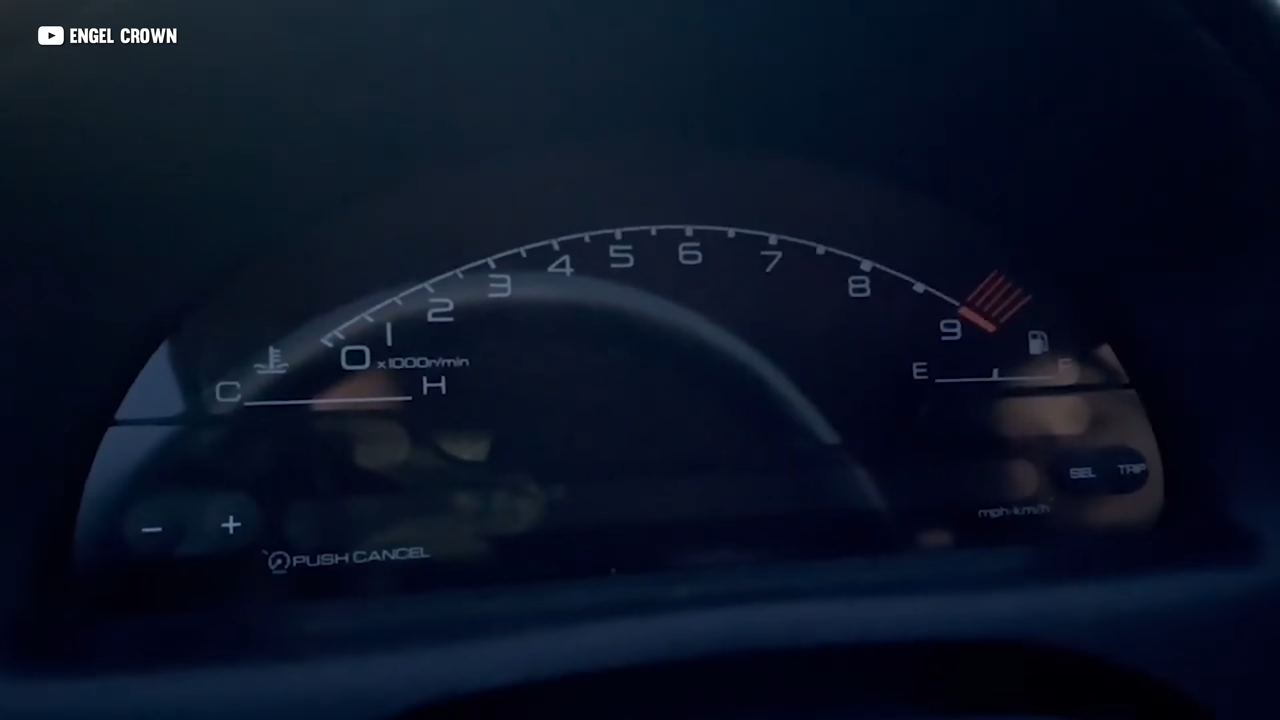 ENGEL CROWN
0 1 2 3 4 5 6 7 8 9
x1000r/min
C H
E F
SEL TRIP
mph·km/h
− +
PUSH CANCEL